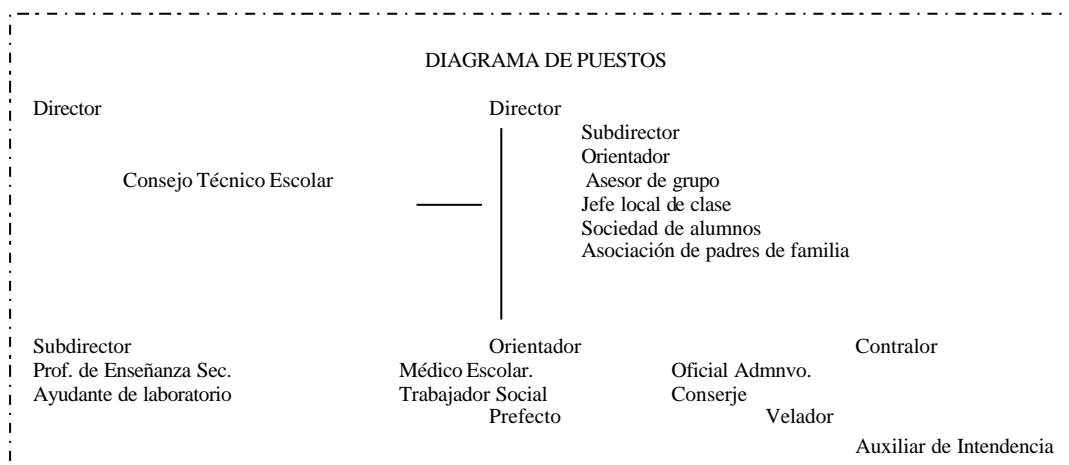 DIAGRAMA DE PUESTOS
Director Director
Subdirector
Orientador
Consejo Técnico Escolar Asesor de grupo
Jefe local de clase
Sociedad de alumnos
Asociación de padres de familia
Subdirector Orientador Contralor
Prof. de Enseñanza Sec. Médico Escolar. Oficial Admnvo.
Ayudante de laboratorio Trabajador Social Conserje
Prefecto Velador
Auxiliar de Intendencia